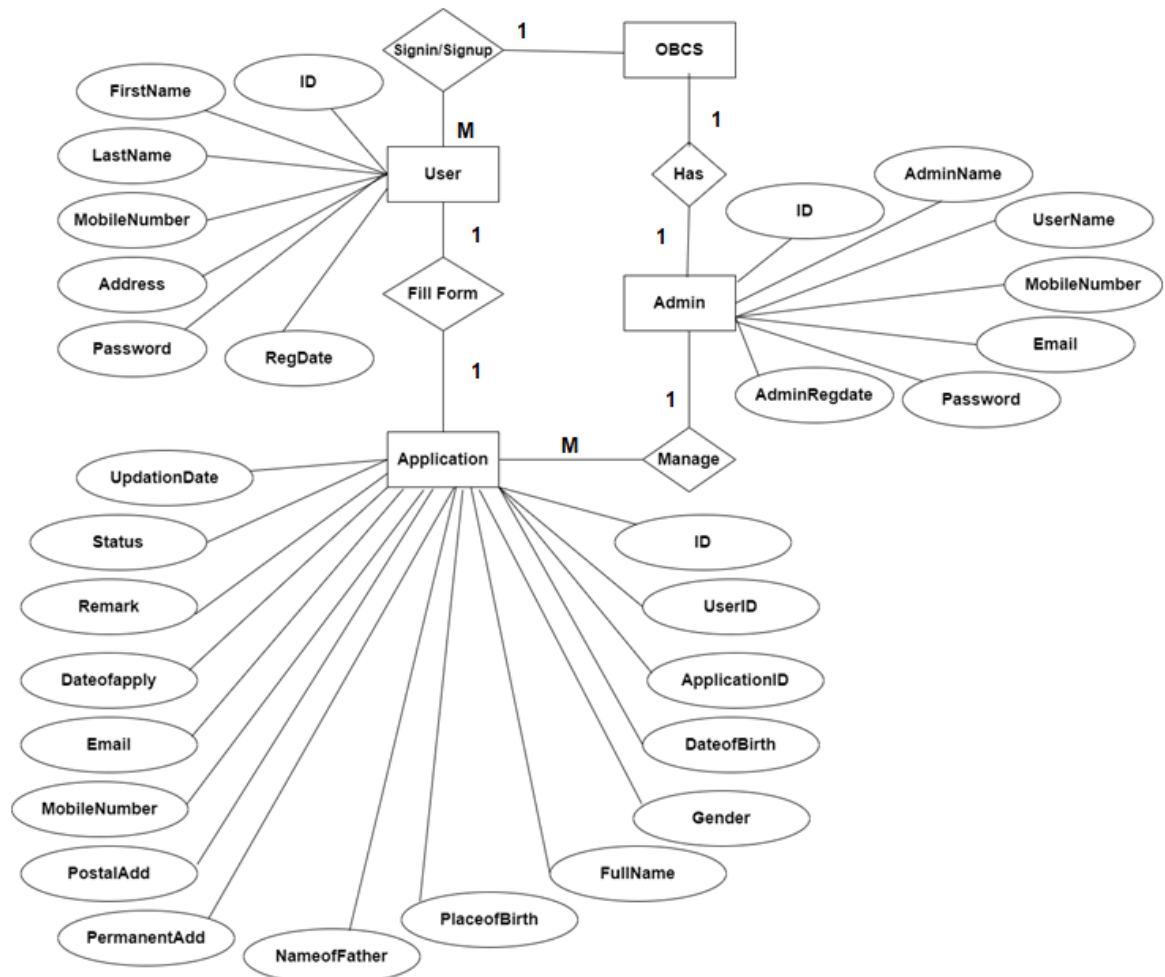 1
Signin/Signup
OBCS
ID
FirstName
M
1
LastName
User
Has
AdminName
ID
MobileNumber
UserName
1
1
Address
Fill Form
Admin
MobileNumber
Password
RegDate
Email
1
1
AdminRegdate
Password
M
Application
Manage
UpdationDate
Status
ID
Remark
UserID
Dateofapply
ApplicationID
Email
DateofBirth
MobileNumber
Gender
PostalAdd
FullName
PlaceofBirth
PermanentAdd
NameofFather